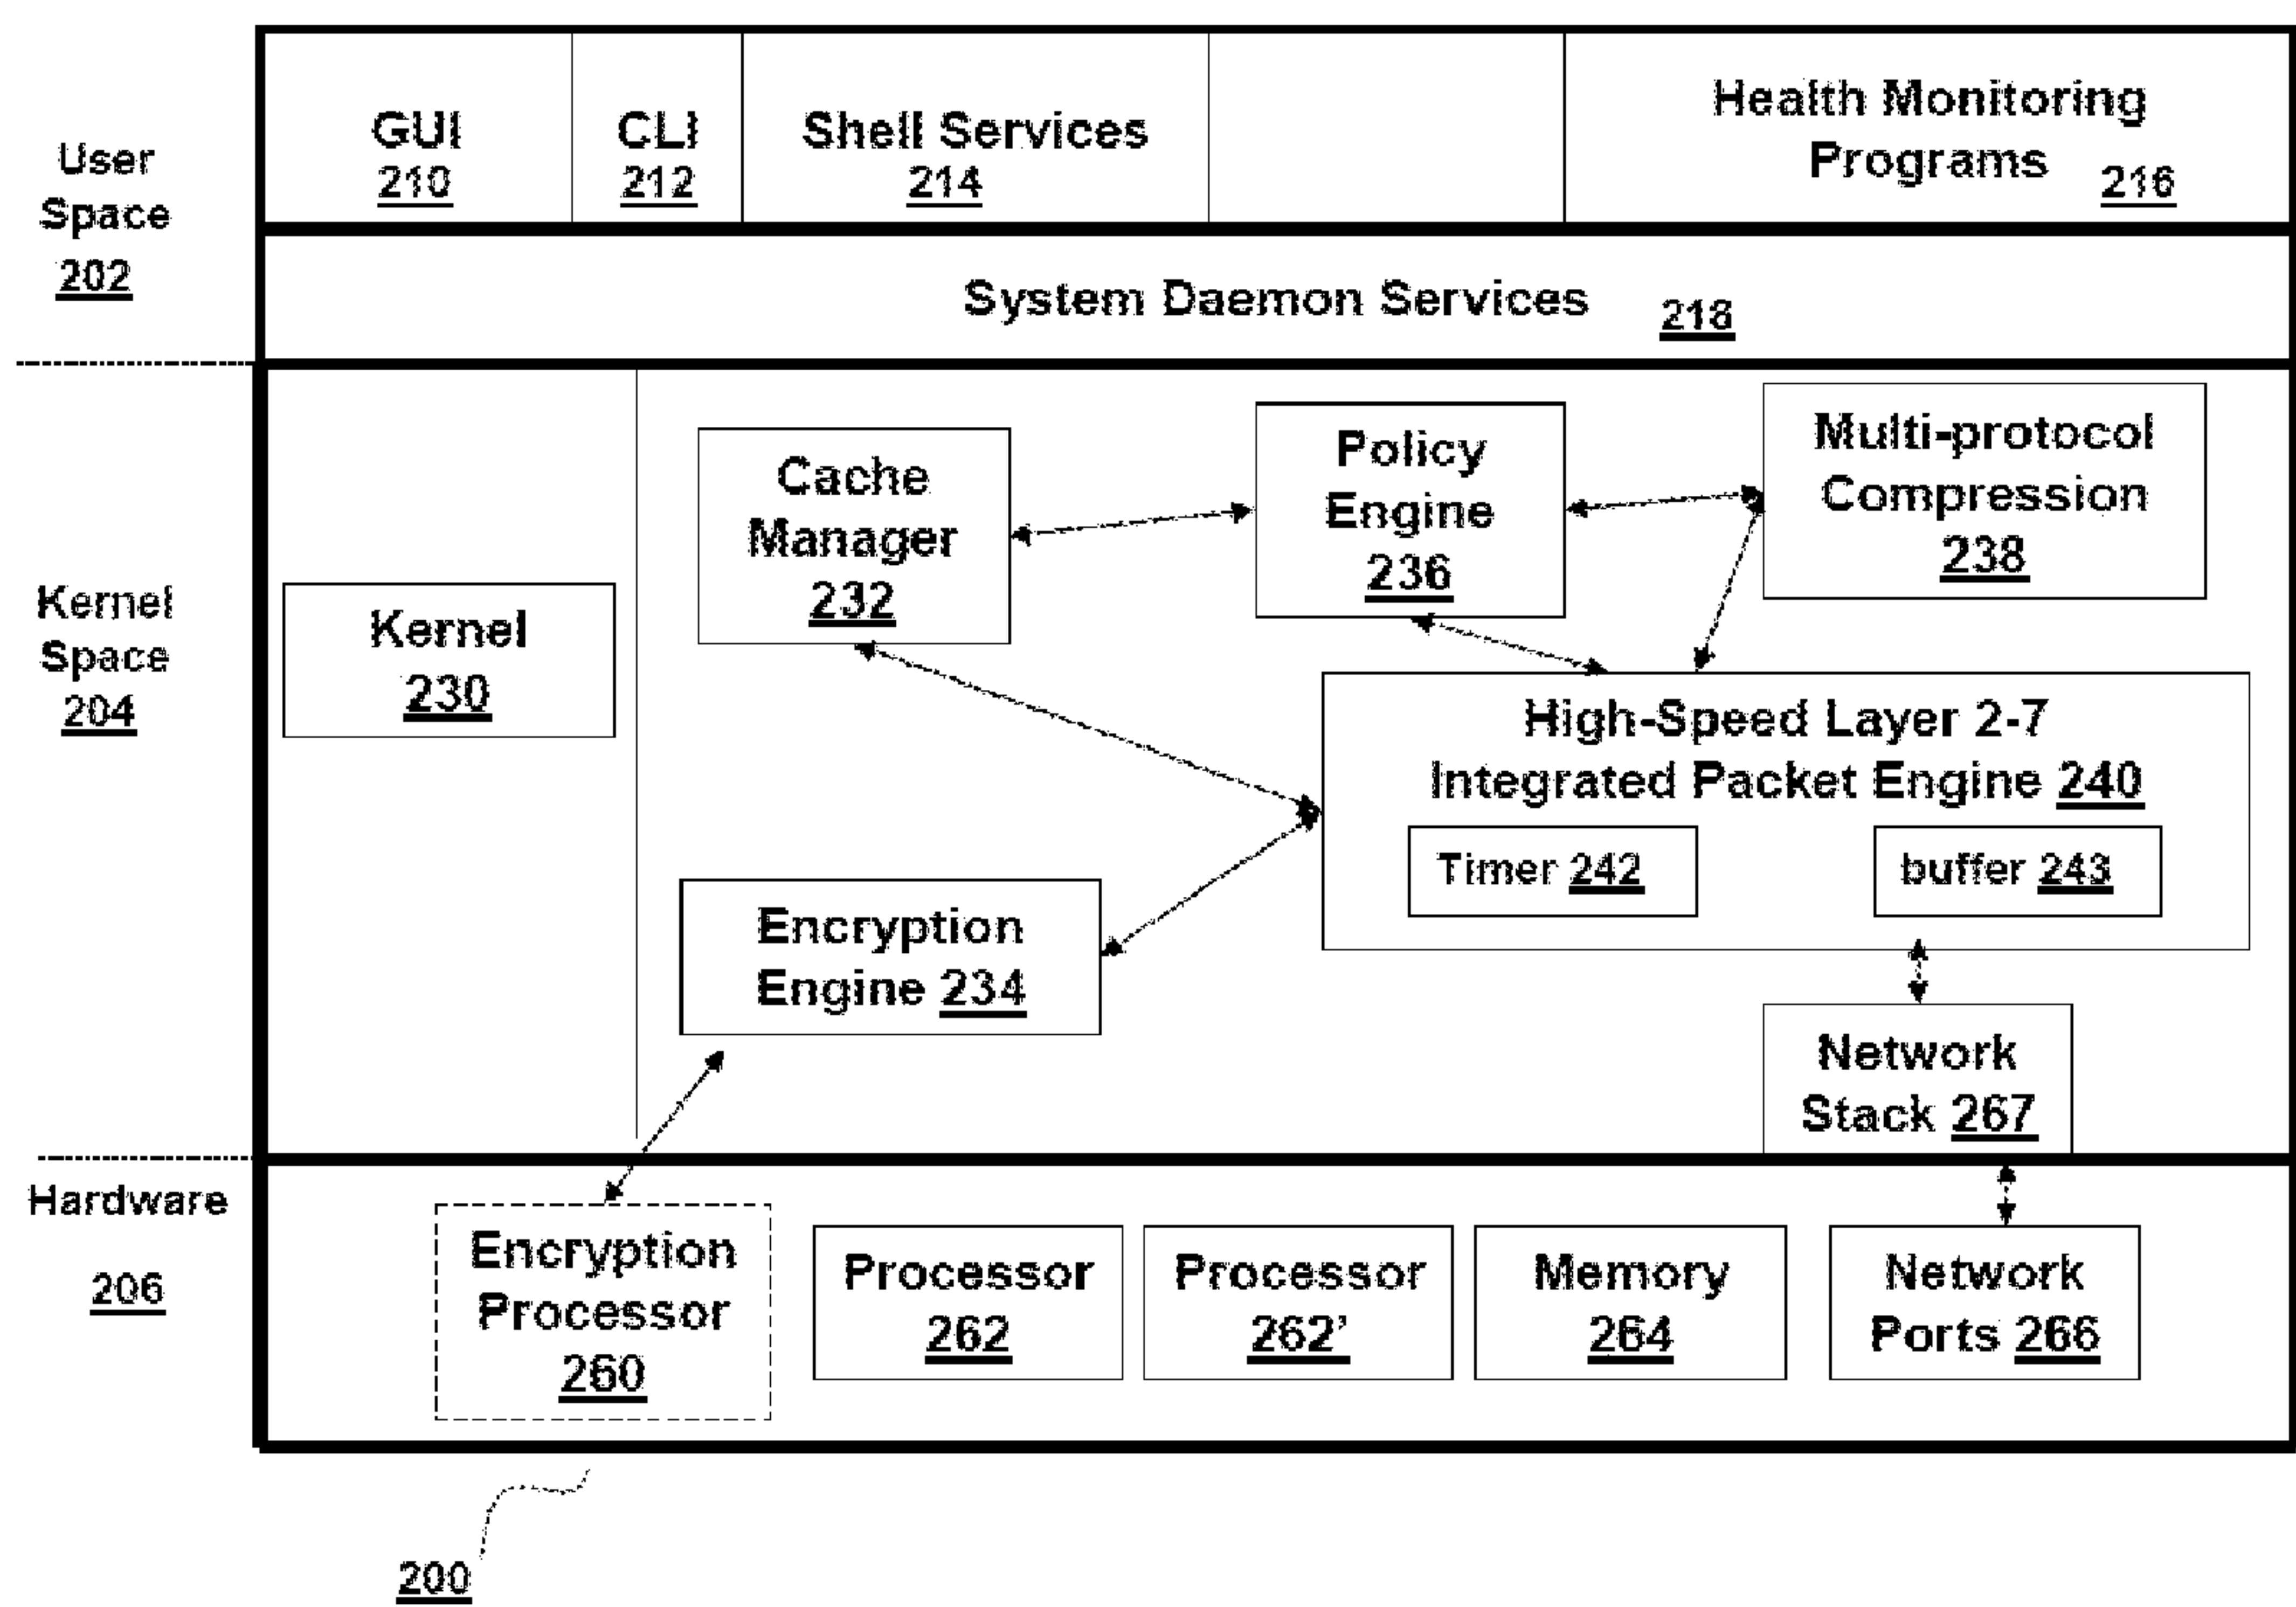 User
Space
202
GUI
210
CLI
212
Shell Services
214
Health Monitoring
Programs 216
System Daemon Services 218
Kernel
Space
204
Kernel
230
Cache
Manager
232
Policy
Engine
236
Multi-protocol
Compression
238
High-Speed Layer 2-7
Integrated Packet Engine 240
Timer 242
buffer 243
Encryption
Engine 234
Network
Stack 267
Hardware
206
Encryption
Processor
260
Processor
262
Processor
262'
Memory
264
Network
Ports 266
200